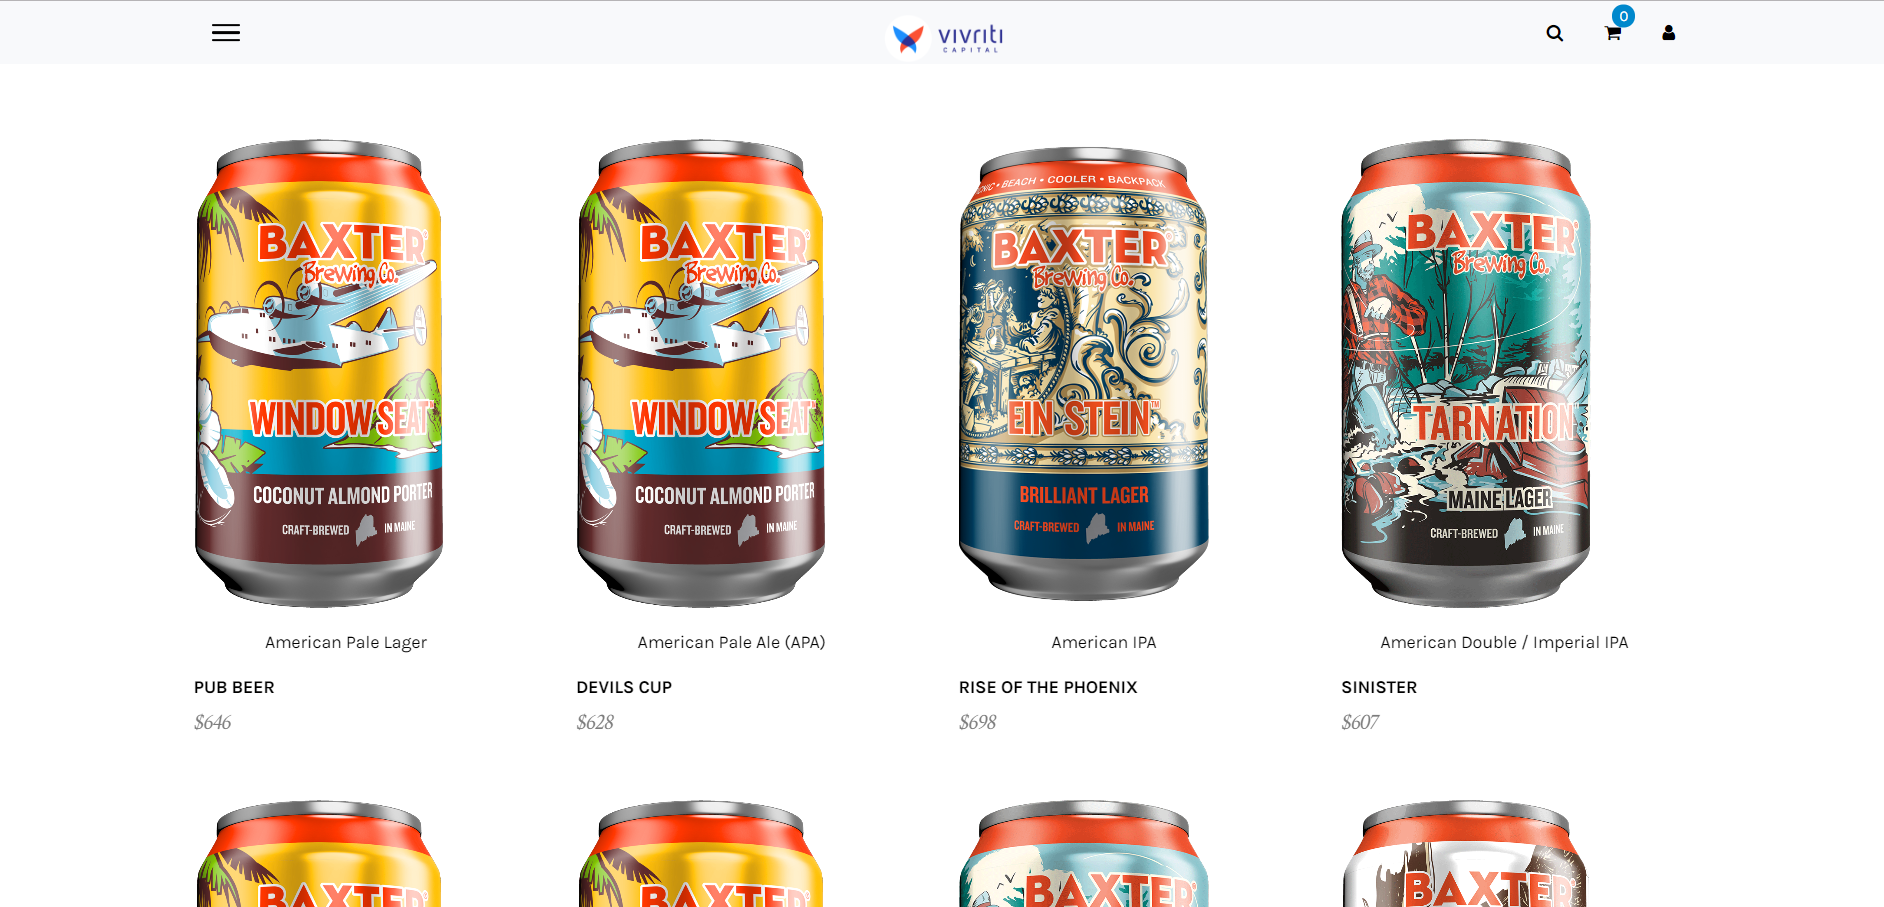 0
vivriti
CAPITAL
BAXTER
Brewing Co.
WINDOW SEAT
COCONUT ALMOND PORTER
CRAFT-BREWED IN MAINE
BAXTER
Brewing Co.
WINDOW SEAT
COCONUT ALMOND PORTER
CRAFT-BREWED IN MAINE
• BEACH • COOLER • BACKPACK
BAXTER
Brewing Co.
EIN STEIN™
BRILLIANT LAGER
CRAFT-BREWED IN MAINE
BAXTER
Brewing Co.
TARNATION
MAINE LAGER
CRAFT-BREWED IN MAINE
American Pale Lager
American Pale Ale (APA)
American IPA
American Double / Imperial IPA
PUB BEER
DEVILS CUP
RISE OF THE PHOENIX
SINISTER
$646
$628
$698
$607
BAXTER
BAXTER
BAXTER
BAXTER